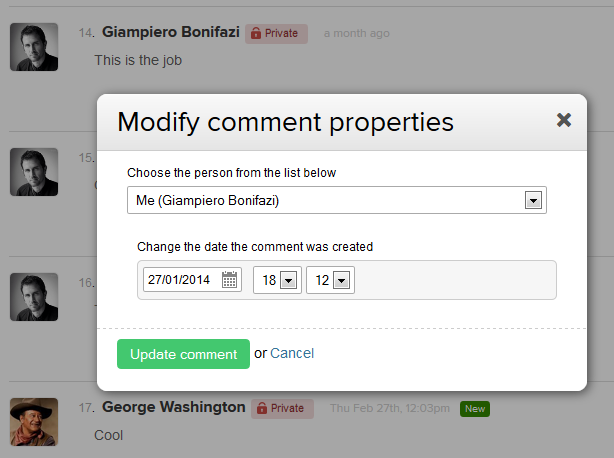 14. Giampiero Bonifazi Private a month ago
This is the job
15.
Modify comment properties
Choose the person from the list below
Me (Giampiero Bonifazi)
Change the date the comment was created
27/01/2014 18 12
16.
Update comment or Cancel
17. George Washington Private Thu Feb 27th, 12:03pm New
Cool